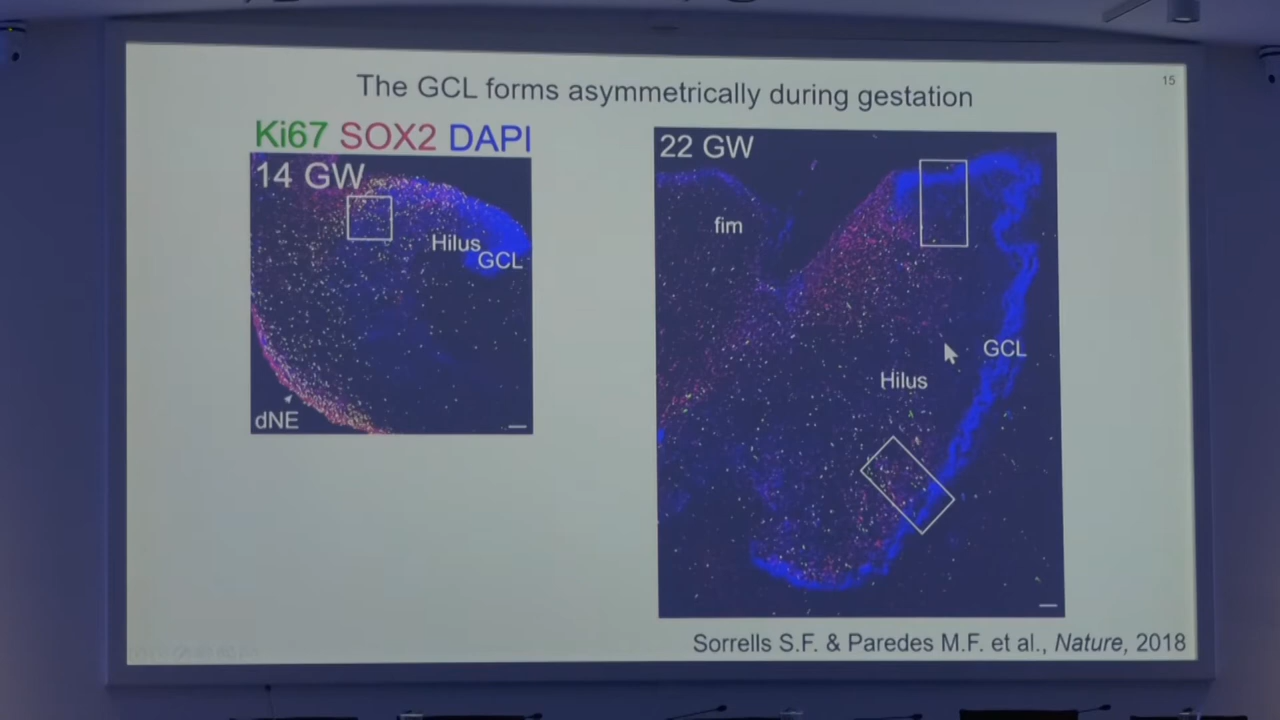 15
The GCL forms asymmetrically during gestation
Ki67 SOX2 DAPI
14 GW
Hilus
GCL
dNE
22 GW
fim
GCL
Hilus
Sorrells S.F. & Paredes M.F. et al., Nature, 2018